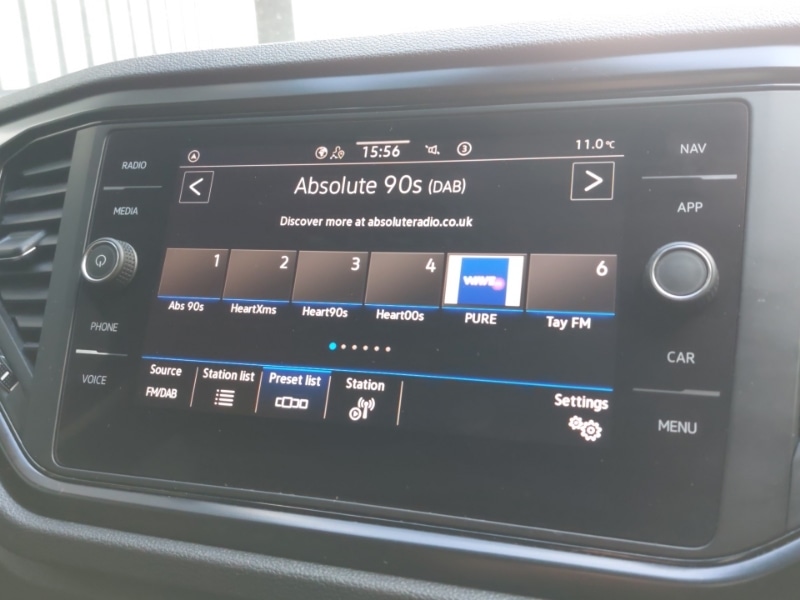 RADIO
MEDIA
PHONE
VOICE
15:56
3
11.0°C
< Absolute 90s (DAB) >
Discover more at absoluteradio.co.uk
1 2 3 4 WAVE 6
Abs 90s HeartXms Heart90s Heart00s PURE Tay FM
Source Station list Preset list Station Settings
FM/DAB
NAV
APP
CAR
MENU